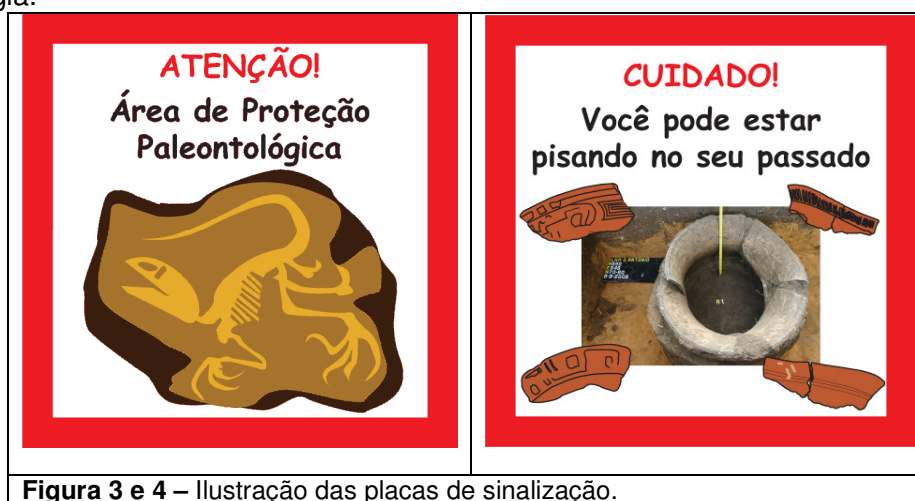 gia.
ATENÇÃO!
Área de Proteção
Paleontológica
CUIDADO!
Você pode estar
pisando no seu passado
Figura 3 e 4 – Ilustração das placas de sinalização.